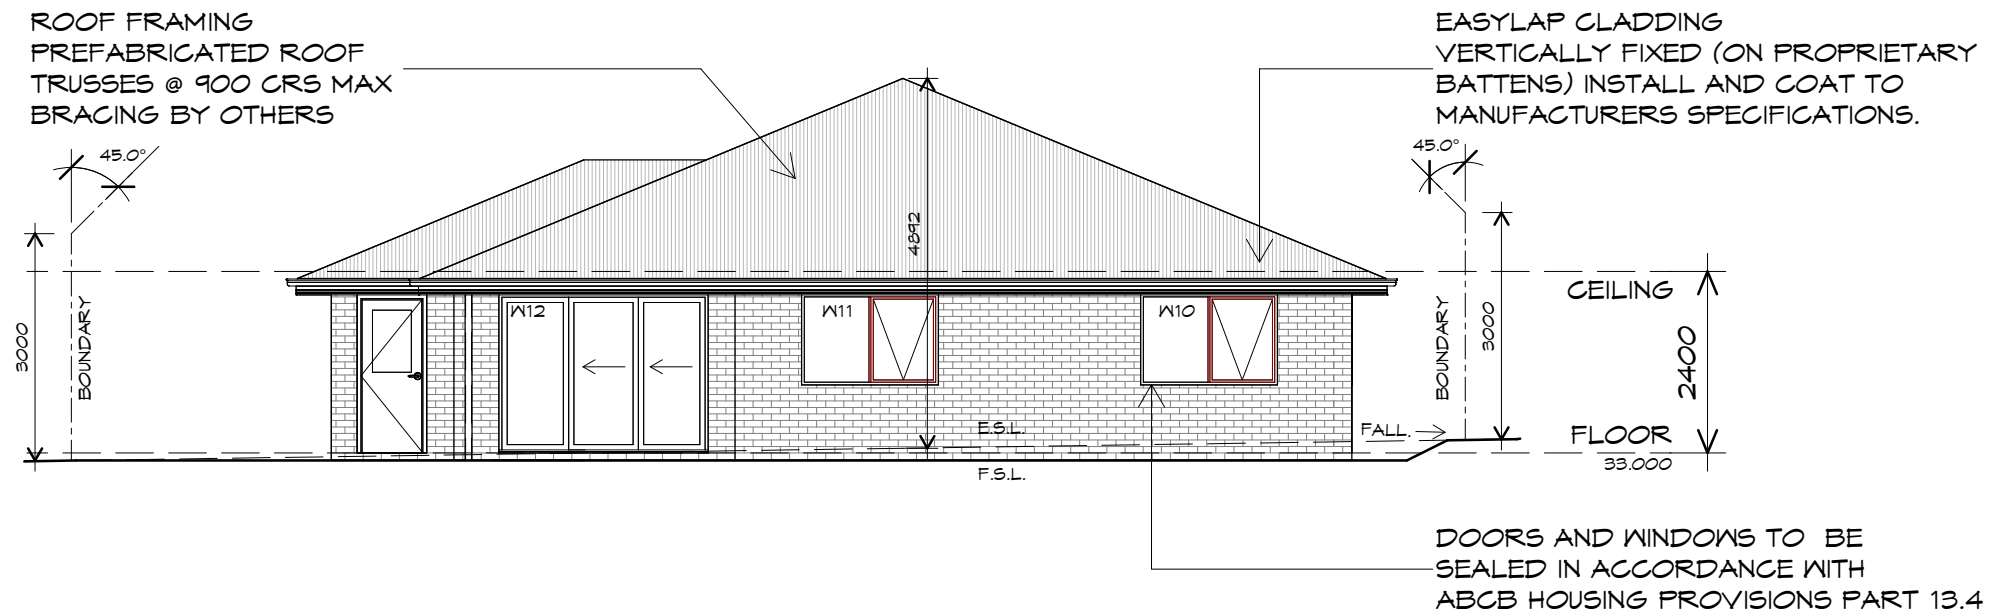 ROOF FRAMING
PREFABRICATED ROOF
TRUSSES @ 900 CRS MAX
BRACING BY OTHERS
EASYLAP CLADDING
VERTICALLY FIXED (ON PROPRIETARY
BATTENS) INSTALL AND COAT TO
MANUFACTURERS SPECIFICATIONS.
45.0°
45.0°
4892
3000
BOUNDARY
W12
W11
W10
BOUNDARY
3000
CEILING
2400
E.S.L.
FALL.
FLOOR
33.000
F.S.L.
DOORS AND WINDOWS TO BE
SEALED IN ACCORDANCE WITH
ABCB HOUSING PROVISIONS PART 13.4